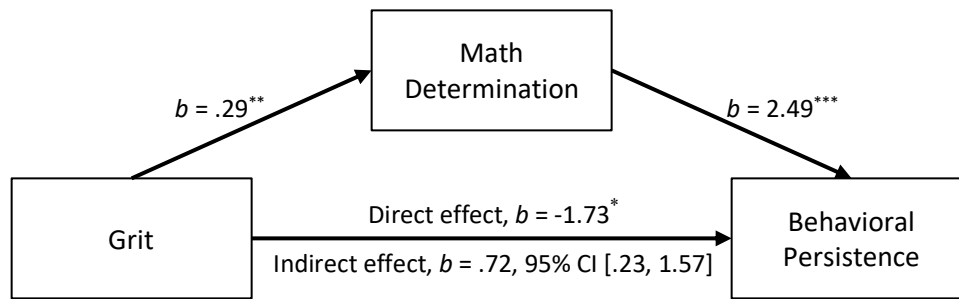 Math
Determination
b = .29**
b = 2.49***
Grit
Direct effect, b = -1.73*
Indirect effect, b = .72, 95% CI [.23, 1.57]
Behavioral
Persistence